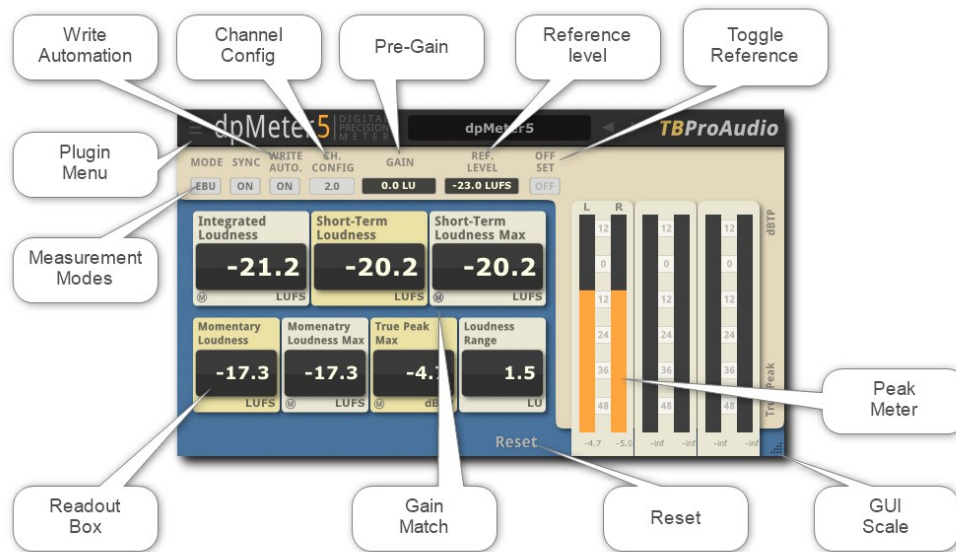 Write
Automation
Channel
Config
Pre-Gain
Reference
level
Toggle
Reference
Plugin
Menu
dpMeter5 DIGITAL
PRECISION
METER
dpMeter5
TBProAudio
MODE SYNC WRITE
AUTO. CH.
CONFIG GAIN REF.
LEVEL OFF
SET
EBU ON ON 2.0 0.0 LU -23.0 LUFS OFF
Measurement
Modes
Integrated
Loudness
-21.2
M LUFS
Short-Term
Loudness
-20.2
LUFS
Short-Term
Loudness Max
-20.2
M LUFS
Momentary
Loudness
-17.3
LUFS
Momenatry
Loudness Max
-17.3
M LUFS
True Peak
Max
-4.7
M
Loudness
Range
1.5
LU
Reset
L R
12 12 12
0 0 0
12 12 12
24 24 24
36 36 36
48 48 48
-4.7 -5.0 -inf -inf -inf -inf
dBTP
True Peak
Peak
Meter
Readout
Box
Gain
Match
Reset
GUI
Scale